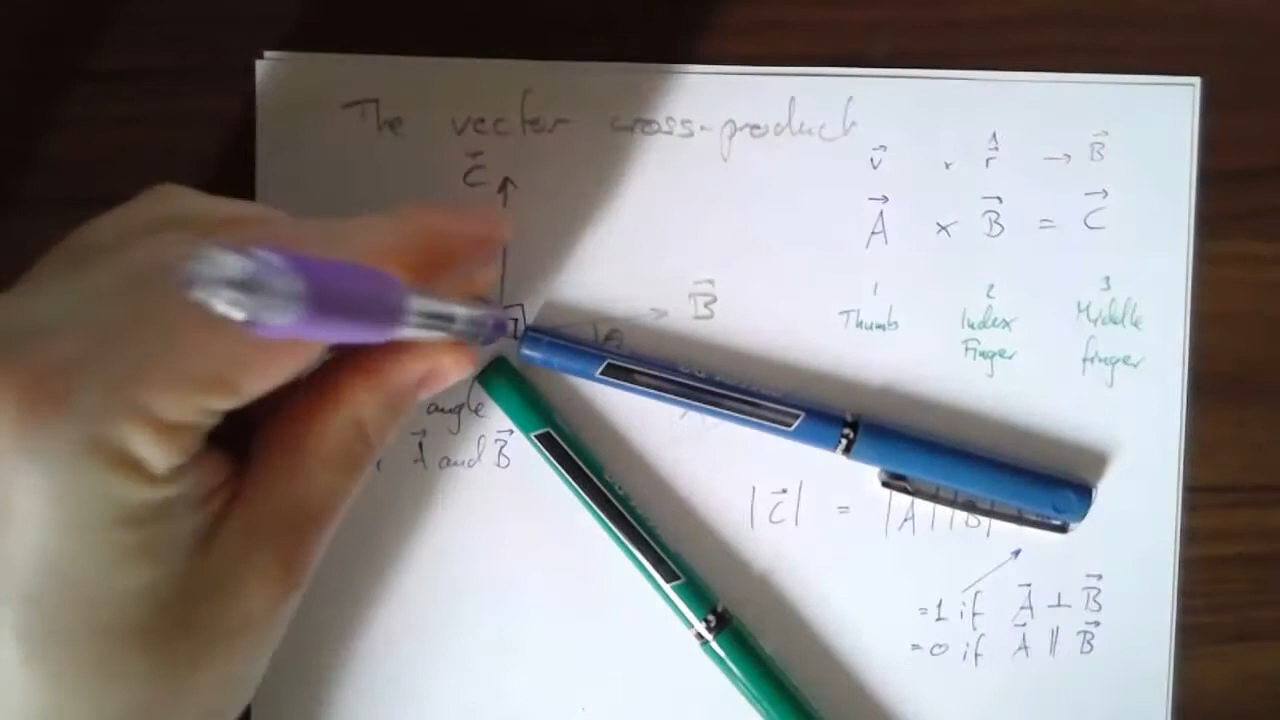 The vector cross-product
C⃗
v⃗ × r̂ → B⃗
A⃗ × B⃗ = C⃗
B⃗
1 2 3
Thumb Index Finger Middle finger
angle
A⃗ and B⃗
|C⃗| = |A||B|
=1 if A⃗ ⊥ B⃗
=0 if A⃗ ∥ B⃗